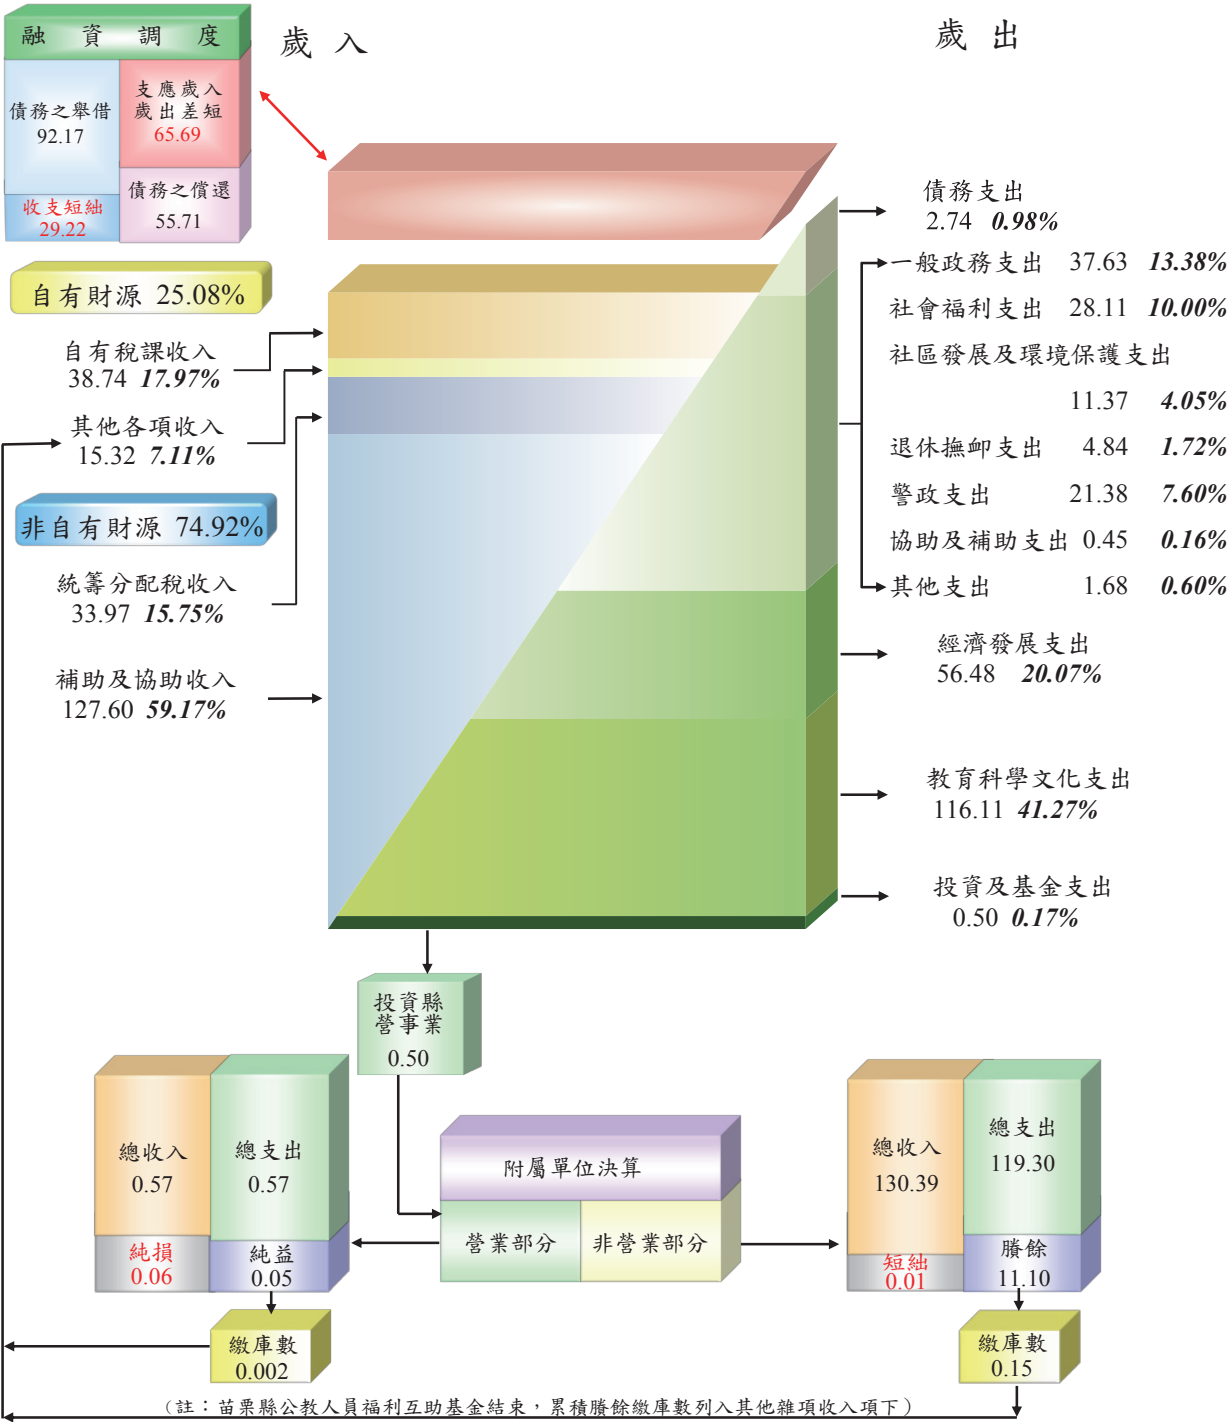 融資調度
歲入
歲出
債務之舉借
92.17
支應歲入
歲出差短
65.69
收支短絀
29.22
債務之償還
55.71
自有財源 25.08%
自有稅課收入
38.74 17.97%
其他各項收入
15.32 7.11%
非自有財源 74.92%
統籌分配稅收入
33.97 15.75%
補助及協助收入
127.60 59.17%
債務支出
2.74 0.98%
一般政務支出 37.63 13.38%
社會福利支出 28.11 10.00%
社區發展及環境保護支出
11.37 4.05%
退休撫卹支出 4.84 1.72%
警政支出 21.38 7.60%
協助及補助支出 0.45 0.16%
其他支出 1.68 0.60%
經濟發展支出
56.48 20.07%
教育科學文化支出
116.11 41.27%
投資及基金支出
0.50 0.17%
投資縣
營事業
0.50
總收入
0.57
總支出
0.57
純損
0.06
純益
0.05
繳庫數
0.002
附屬單位決算
營業部分
非營業部分
總收入
130.39
總支出
119.30
短絀
0.01
賸餘
11.10
繳庫數
0.15
(註：苗栗縣公教人員福利互助基金結束，累積賸餘繳庫數列入其他雜項收入項下)